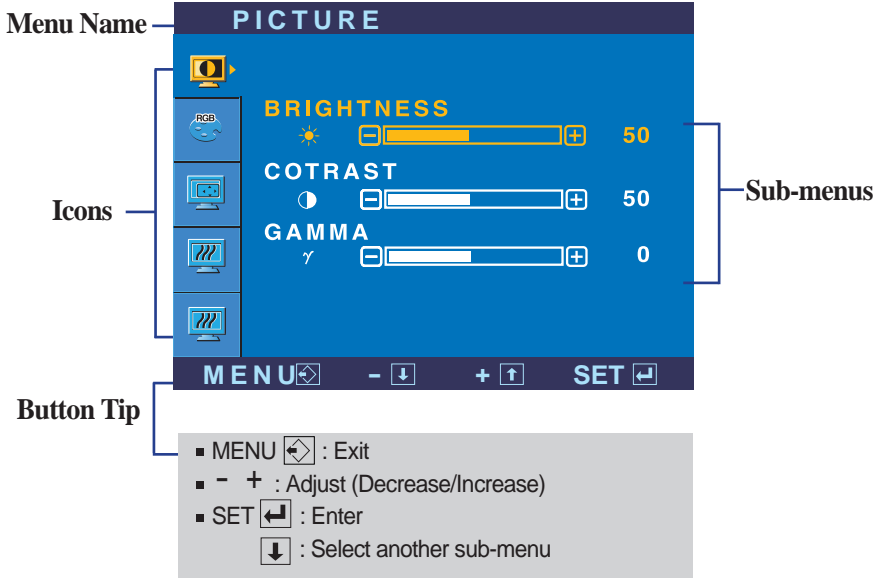 Menu Name
PICTURE
RGB
BRIGHTNESS
50
COTRAST
50
GAMMA
γ 0
Icons
Sub-menus
MENU - + SET
Button Tip
MENU : Exit
- + : Adjust (Decrease/Increase)
SET : Enter
: Select another sub-menu